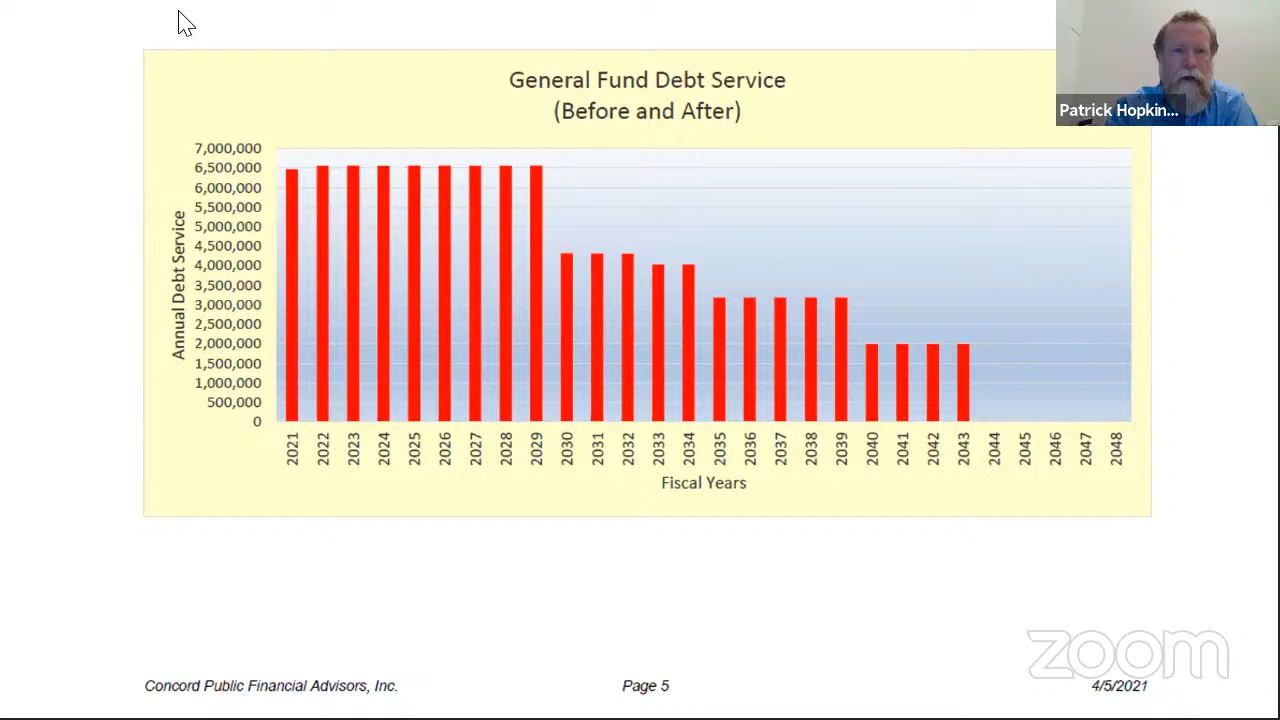 General Fund Debt Service
(Before and After)
Patrick Hopkin...
Annual Debt Service
7,000,000
6,500,000
6,000,000
5,500,000
5,000,000
4,500,000
4,000,000
3,500,000
3,000,000
2,500,000
2,000,000
1,500,000
1,000,000
500,000
0
2021 2022 2023 2024 2025 2026 2027 2028 2029 2030 2031 2032 2033 2034 2035 2036 2037 2038 2039 2040 2041 2042 2043 2044 2045 2046 2047 2048
Fiscal Years
zoom
Concord Public Financial Advisors, Inc. Page 5 4/5/2021